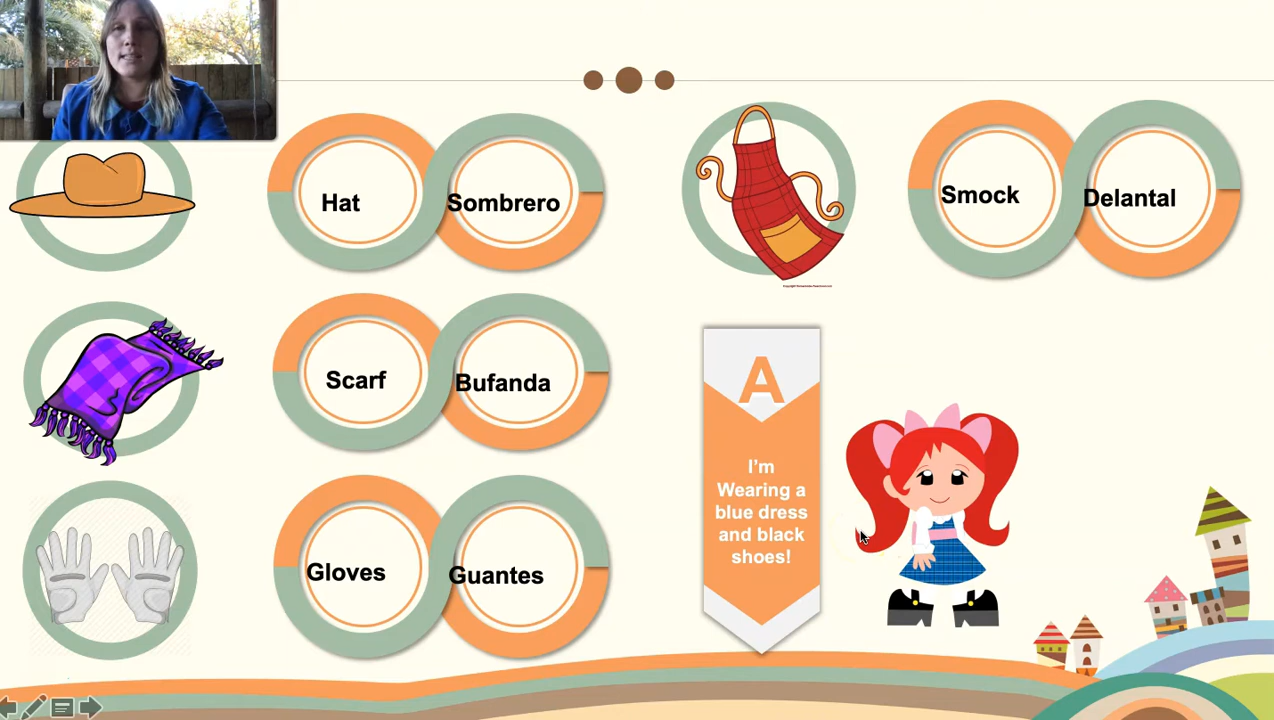 Hat
Sombrero
Smock
Delantal
Scarf
Bufanda
Gloves
Guantes
A
I'm
Wearing a
blue dress
and black
shoes!